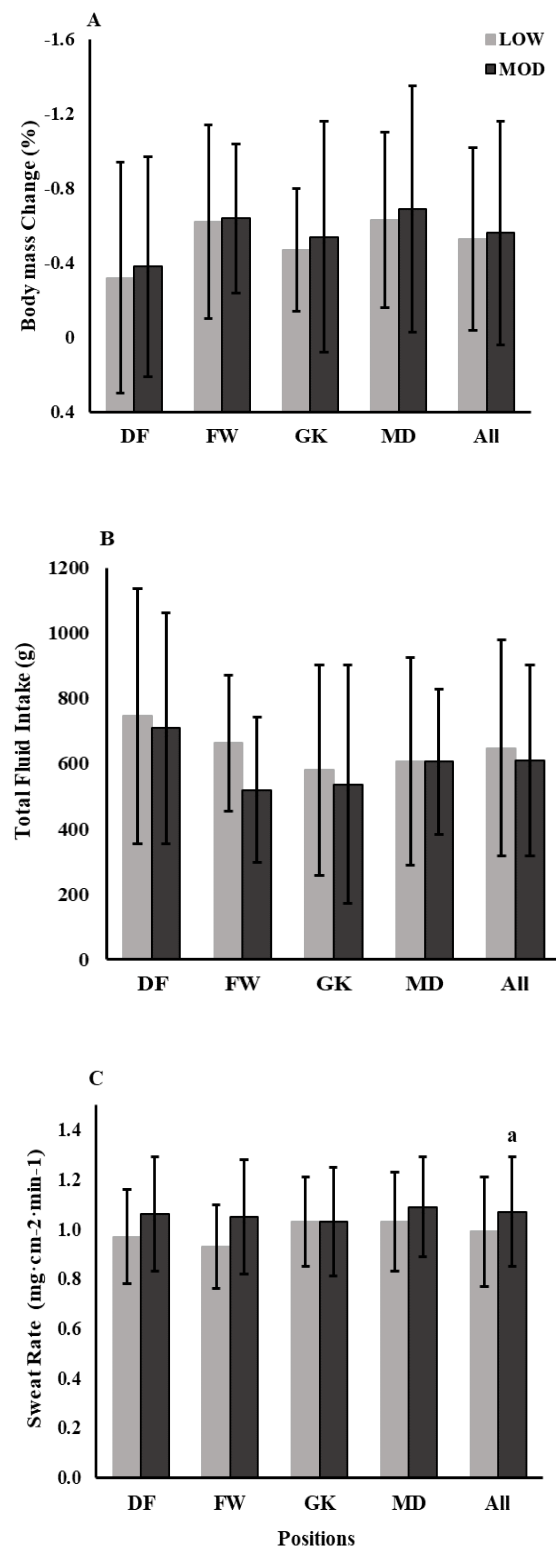 A
LOW
MOD
Body mass Change (%)
-1.6
-1.2
-0.8
-0.4
0
0.4
DF FW GK MD All
B
Total Fluid Intake (g)
1200
1000
800
600
400
200
0
DF FW GK MD All
C
a
Sweat Rate (mg·cm-2·min-1)
1.4
1.2
1.0
0.8
0.6
0.4
0.2
0.0
DF FW GK MD All
Positions